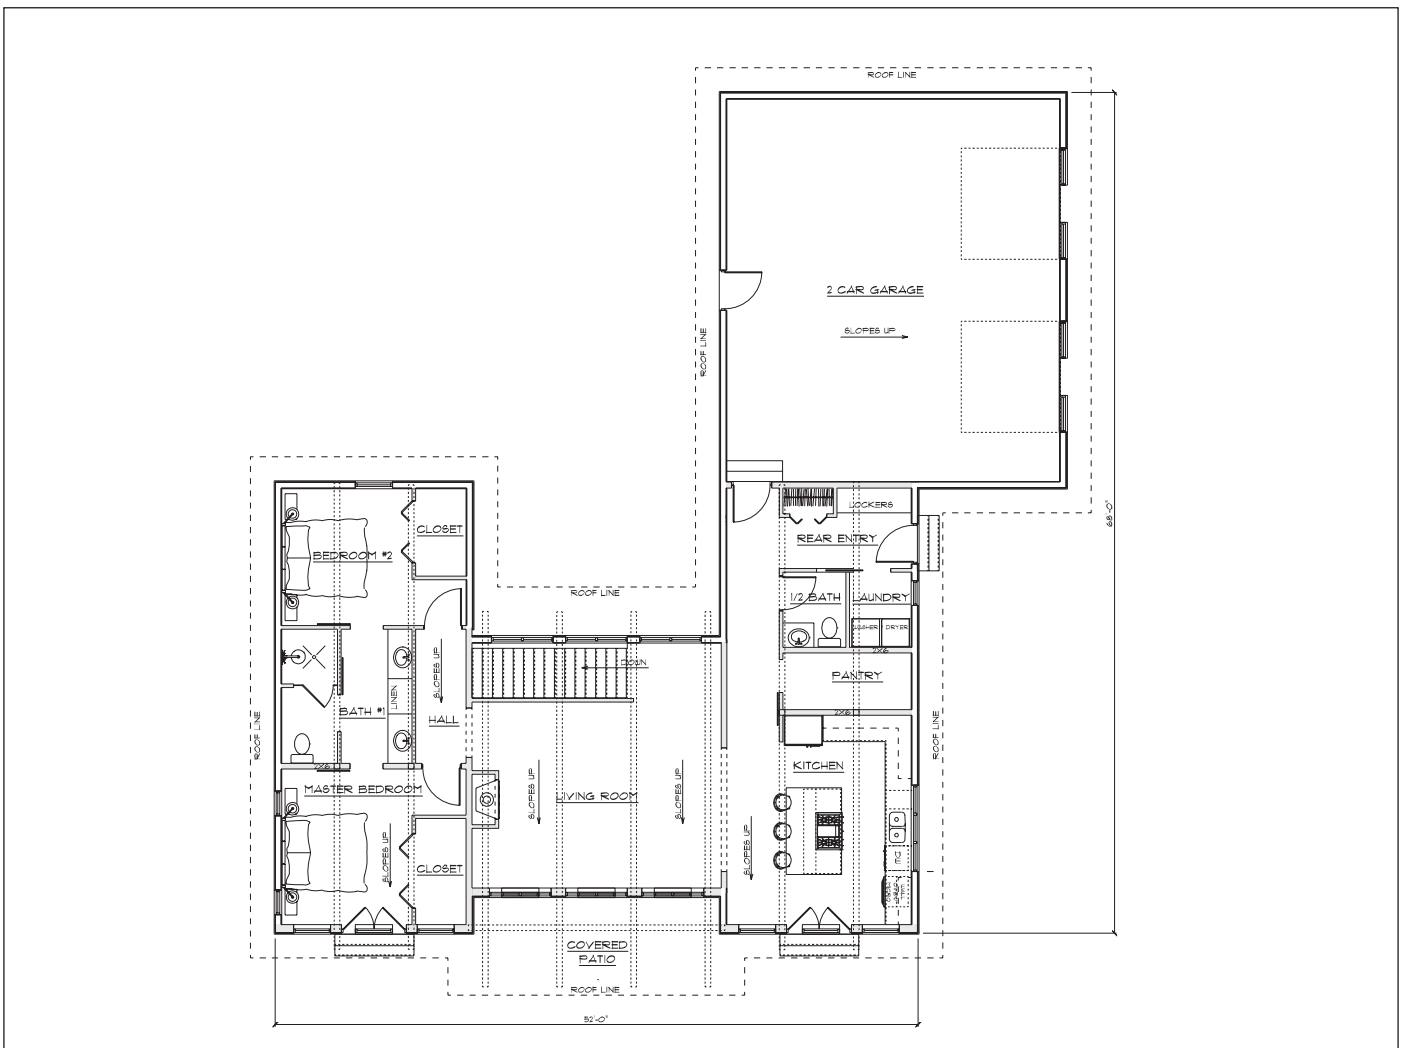 ROOF LINE
2 CAR GARAGE
SLOPES UP
ROOF LINE
LOCKERS
CLOSET
REAR ENTRY
68'-0"
BEDROOM #2
ROOF LINE
1/2 BATH
LAUNDRY
WASHER
DRYER
2X6
DOWN
SLOPES UP
PANTRY
LINEN
BATH #1
HALL
2X6
ROOF LINE
ROOF LINE
2X6
KITCHEN
MASTER BEDROOM
SLOPES UP
LIVING ROOM
SLOPES UP
SLOPES UP
SLOPES UP
DW
CLOSET
COVERED
PATIO
ROOF LINE
52'-0"